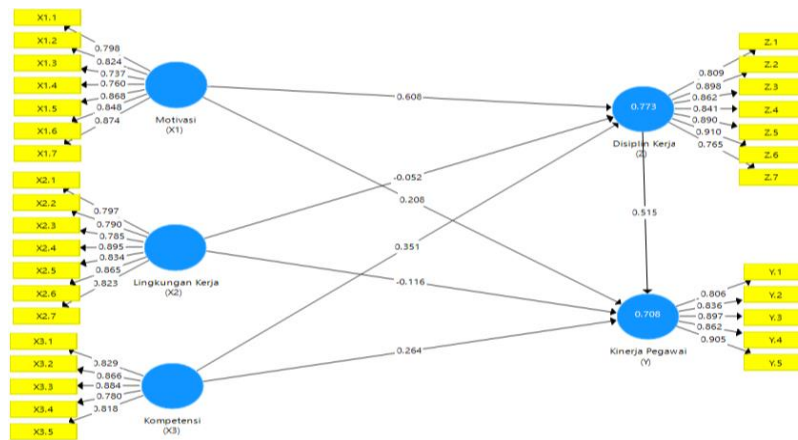 X1.1
X1.2
X1.3
X1.4
X1.5
X1.6
X1.7
0.798
0.824
0.737
0.760
0.868
0.848
0.874
Motivasi
(X1)
X2.1
X2.2
X2.3
X2.4
X2.5
X2.6
X2.7
0.797
0.790
0.785
0.895
0.834
0.865
0.823
Lingkungan Kerja
(X2)
X3.1
X3.2
X3.3
X3.4
X3.5
0.829
0.866
0.884
0.780
0.818
Kompetensi
(X3)
0.608
-0.052
0.208
0.351
-0.116
0.264
0.773
Disiplin Kerja
(Z)
0.515
0.708
Kinerja Pegawai
(Y)
0.809
0.898
0.862
0.841
0.890
0.910
0.765
Z.1
Z.2
Z.3
Z.4
Z.5
Z.6
Z.7
0.806
0.836
0.897
0.862
0.905
Y.1
Y.2
Y.3
Y.4
Y.5